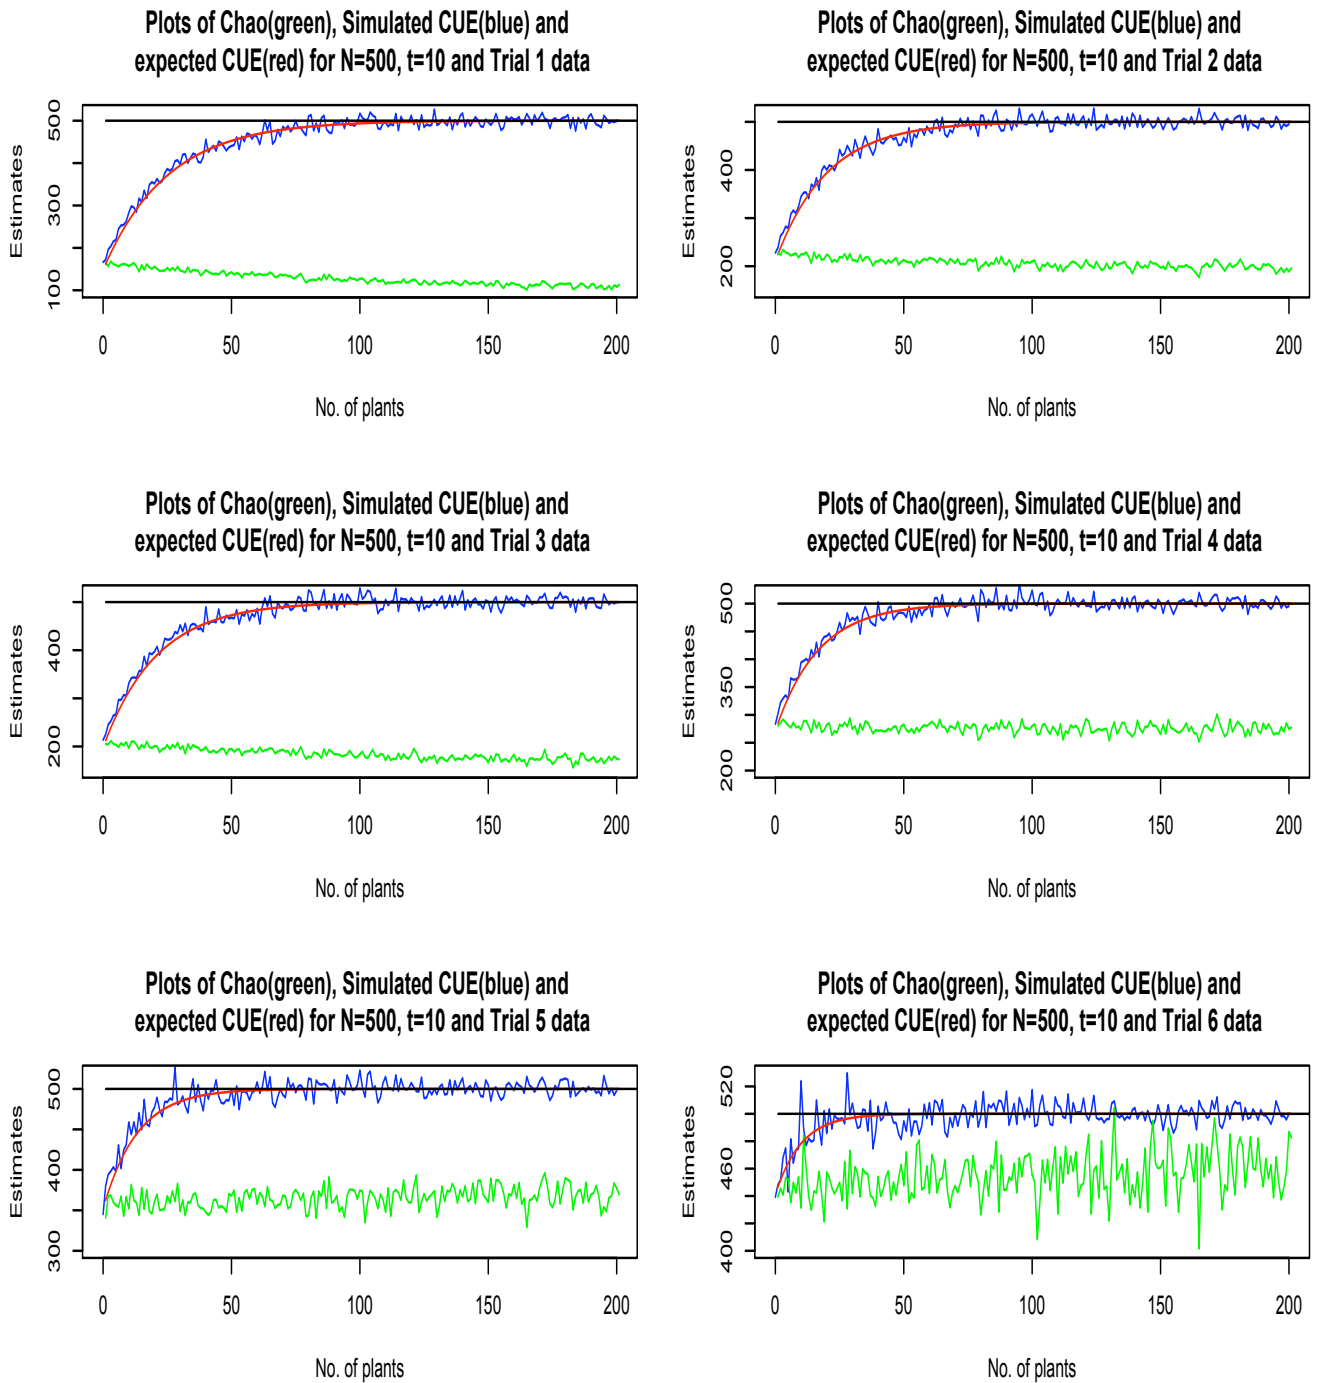 Plots of Chao(green), Simulated CUE(blue) and
expected CUE(red) for N=500, t=10 and Trial 1 data
Estimates
100 300 500
0 50 100 150 200
No. of plants
Plots of Chao(green), Simulated CUE(blue) and
expected CUE(red) for N=500, t=10 and Trial 2 data
Estimates
200 400
0 50 100 150 200
No. of plants
Plots of Chao(green), Simulated CUE(blue) and
expected CUE(red) for N=500, t=10 and Trial 3 data
Estimates
200 400
0 50 100 150 200
No. of plants
Plots of Chao(green), Simulated CUE(blue) and
expected CUE(red) for N=500, t=10 and Trial 4 data
Estimates
200 350 500
0 50 100 150 200
No. of plants
Plots of Chao(green), Simulated CUE(blue) and
expected CUE(red) for N=500, t=10 and Trial 5 data
Estimates
300 400 500
0 50 100 150 200
No. of plants
Plots of Chao(green), Simulated CUE(blue) and
expected CUE(red) for N=500, t=10 and Trial 6 data
Estimates
400 460 520
0 50 100 150 200
No. of plants